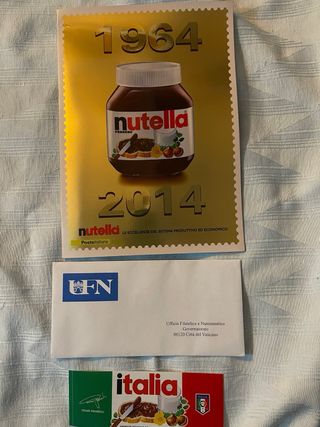 1964
nutella
FERRERO
2014
nutella LE ECCELLENZE DEL SISTEMA PRODUTTIVO ED ECONOMICO
Posteitaliane
UFN
Ufficio Filatelico e Numismatico
Governatorato
00120 Città del Vaticano
italia